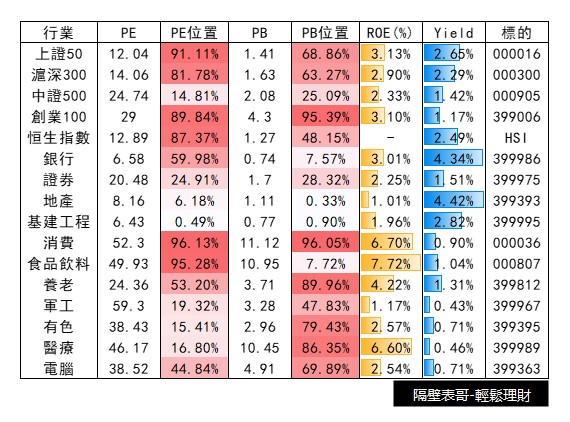 行業 PE PE位置 PB PB位置 ROE(%) Yield 標的
上證50 12.04 91.11% 1.41 68.86% 3.13% 2.65% 000016
滬深300 14.06 81.78% 1.63 63.27% 2.90% 2.29% 000300
中證500 24.74 14.81% 2.08 25.09% 2.33% 1.42% 000905
創業100 29 89.84% 4.3 95.39% 3.10% 1.17% 399006
恒生指數 12.89 87.37% 1.27 48.15% - 2.49% HSI
銀行 6.58 59.98% 0.74 7.57% 3.01% 4.34% 399986
證券 20.48 24.91% 1.7 28.32% 2.25% 1.51% 399975
地產 8.16 6.18% 1.11 0.33% 1.01% 4.42% 399393
基建工程 6.43 0.49% 0.77 0.90% 1.96% 2.82% 399995
消費 52.3 96.13% 11.12 96.05% 6.70% 0.90% 000036
食品飲料 49.93 95.28% 10.95 7.72% 7.72% 1.04% 000807
養老 24.36 53.20% 3.71 89.96% 4.22% 1.31% 399812
軍工 59.3 19.32% 3.28 47.83% 1.17% 0.43% 399967
有色 38.43 15.41% 2.96 79.43% 2.57% 0.71% 399395
醫療 46.17 16.80% 10.45 86.35% 6.60% 0.46% 399989
電腦 38.52 44.84% 4.91 69.89% 2.54% 0.71% 399363
隔壁表哥-輕鬆理財